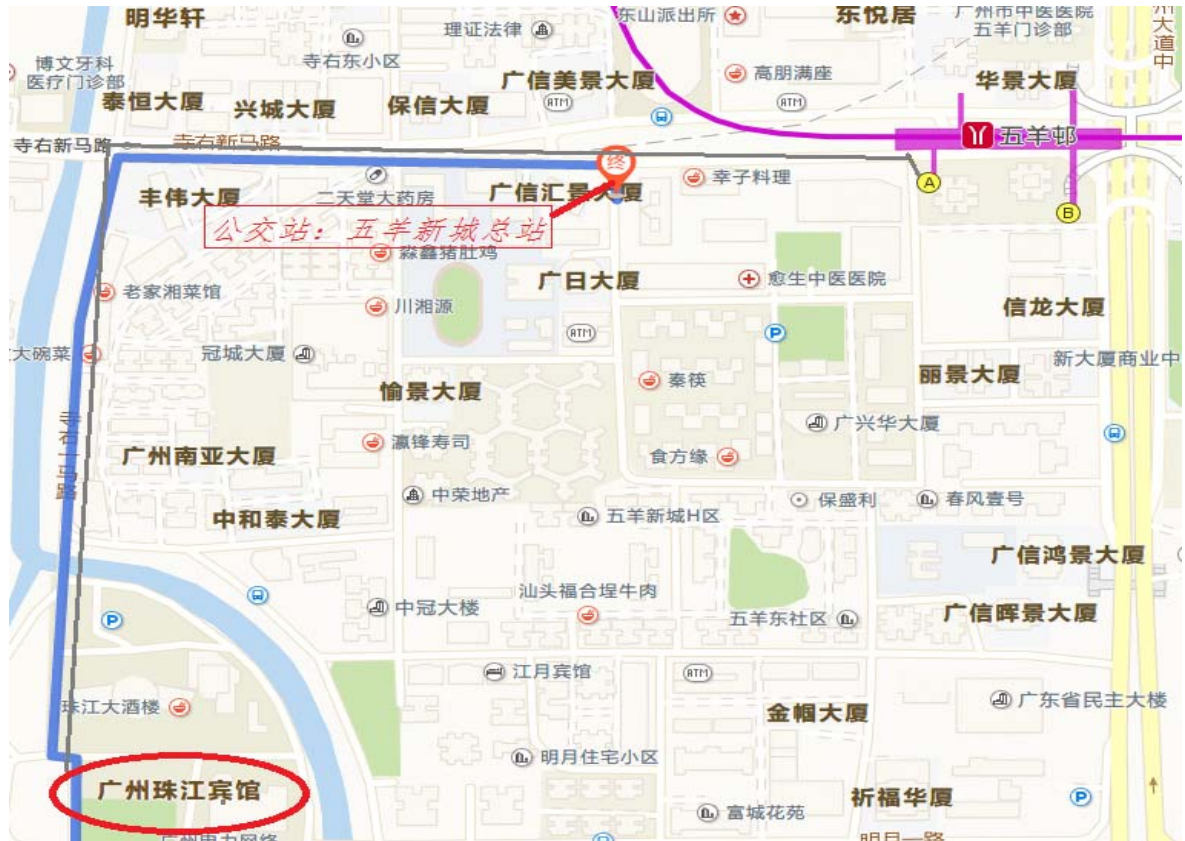 明华轩
理证法律
东山派出所
东悦居
广州市中医医院
五羊门诊部
州大道中
博文牙科
医疗门诊部
寺右东小区
广信美景大厦
高朋满座
华景大厦
泰恒大厦
兴城大厦
保信大厦
ATM
ATM
寺右新马路
寺右新马路
终
五羊邨
丰伟大厦
二天堂大药房
广信汇景大厦
幸子料理
A
B
公交站：五羊新城总站
淼鑫猪肚鸡
广日大厦
愈生中医医院
老家湘菜馆
川湘源
信龙大厦
ATM
P
大碗菜
冠城大厦
新大厦商业中
愉景大厦
秦筷
丽景大厦
寺右一马路
广兴华大厦
广州南亚大厦
瀛锋寿司
食方缘
中荣地产
保盛利
春风壹号
中和泰大厦
五羊新城H区
广信鸿景大厦
汕头福合埕牛肉
P
中冠大楼
五羊东社区
广信晖景大厦
江月宾馆
ATM
珠江大酒楼
金帼大厦
广东省民主大楼
明月住宅小区
广州珠江宾馆
祈福华厦
P
富城花苑
明月一路